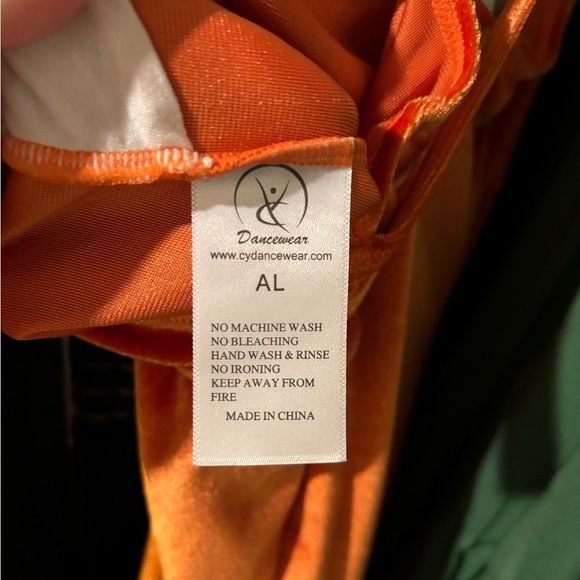 Dancewear
www.cydancewear.com
AL
NO MACHINE WASH
NO BLEACHING
HAND WASH & RINSE
NO IRONING
KEEP AWAY FROM
FIRE
MADE IN CHINA